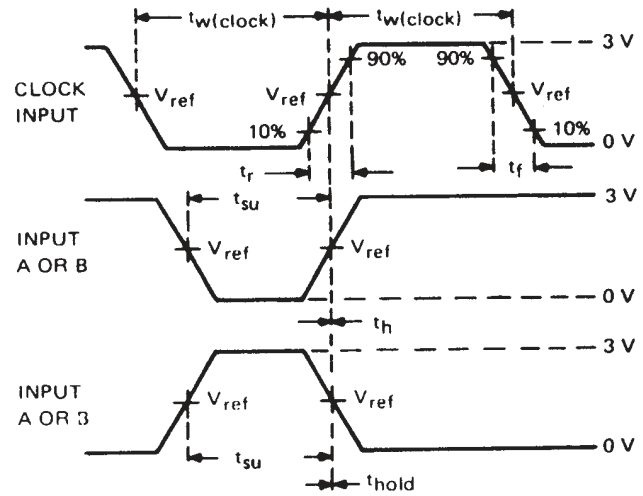 tw(clock) tw(clock)
3 V
90% 90%
CLOCK
INPUT
Vref Vref Vref
10% 10%
0 V
tr tf
tsu
3 V
INPUT
A OR B
Vref Vref
0 V
th
3 V
INPUT
A OR B
Vref Vref
0 V
tsu
thold